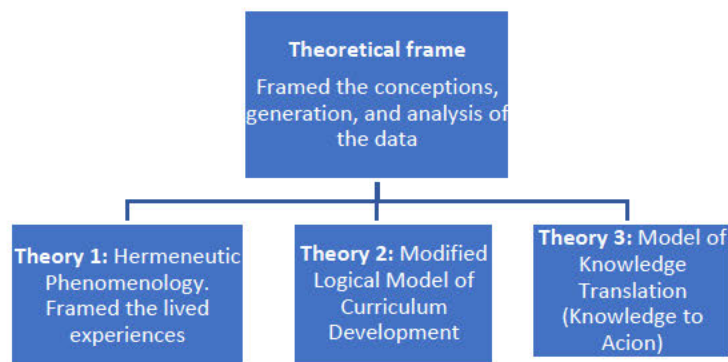 Theoretical frame
Framed the conceptions,
generation, and analysis of
the data
Theory 1: Hermeneutic
Phenomenology.
Framed the lived
experiences
Theory 2: Modified
Logical Model of
Curriculum
Development
Theory 3: Model of
Knowledge
Translation
(Knowledge to
Acion)